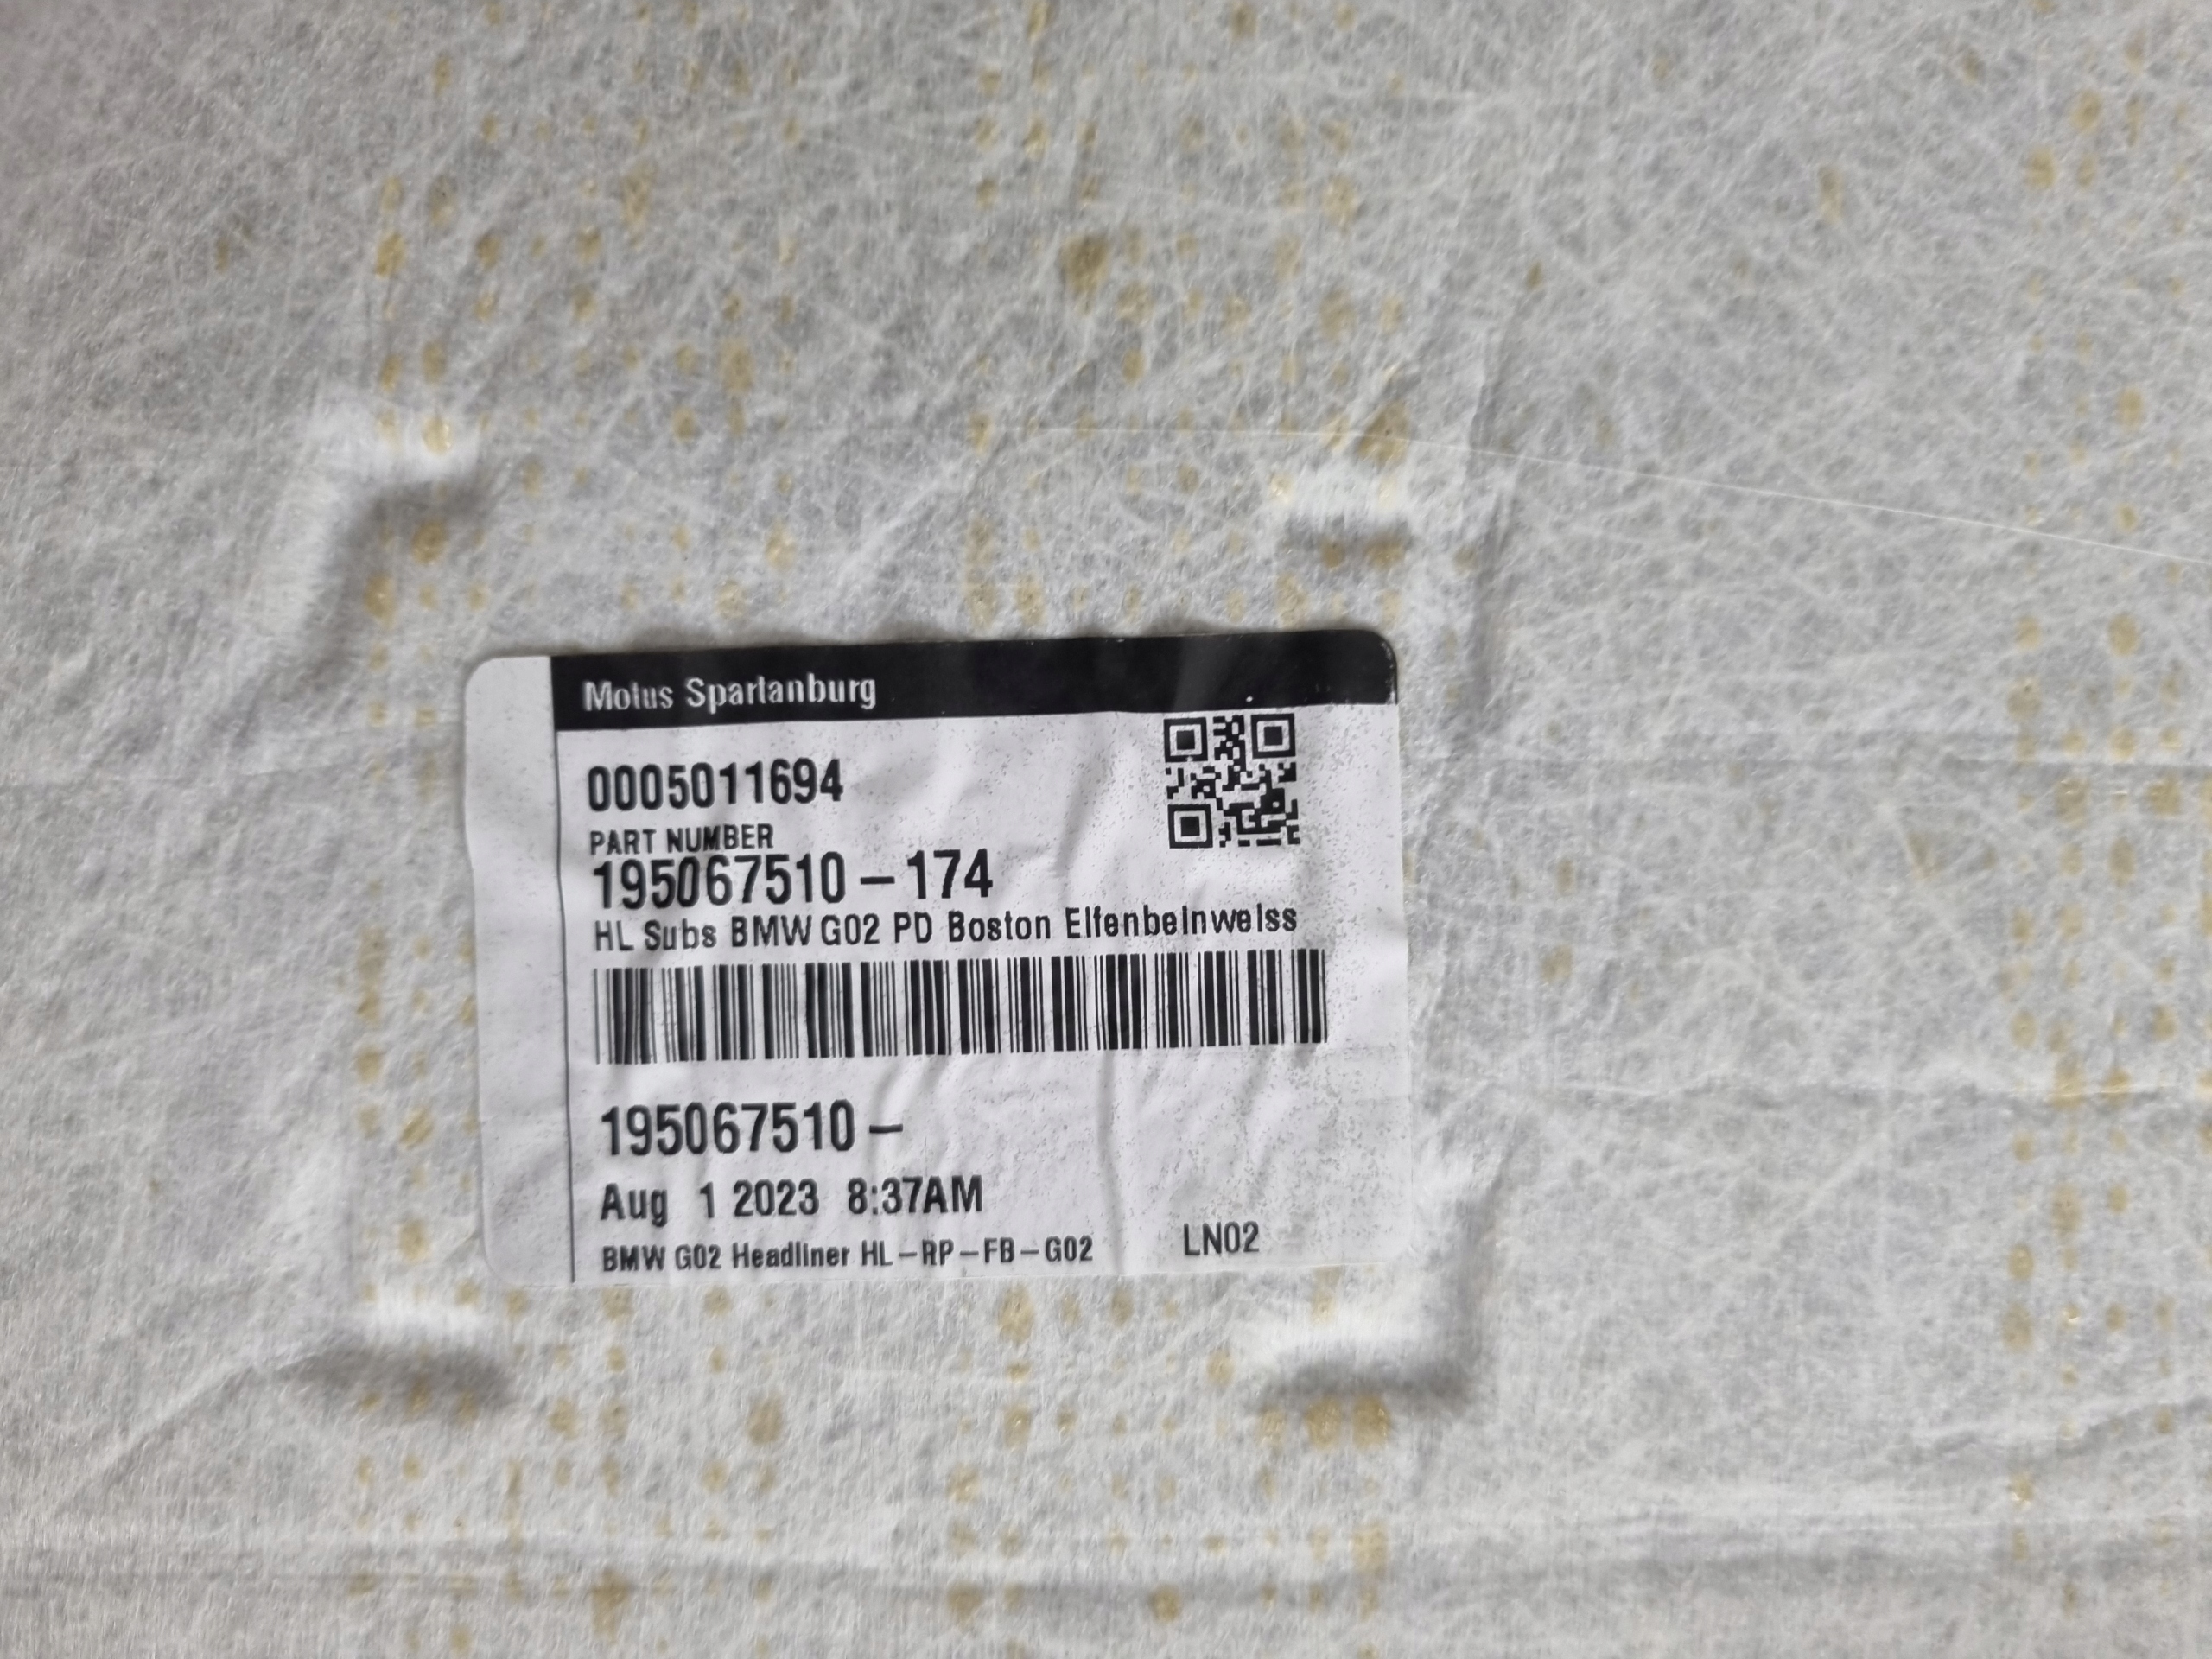 Motus Spartanburg
0005011694
PART NUMBER
195067510-174
HL Subs BMW G02 PD Boston Elfenbeinweiss
195067510-
Aug 1 2023 8:37AM
BMW G02 Headliner HL-RP-FB-G02 LN02